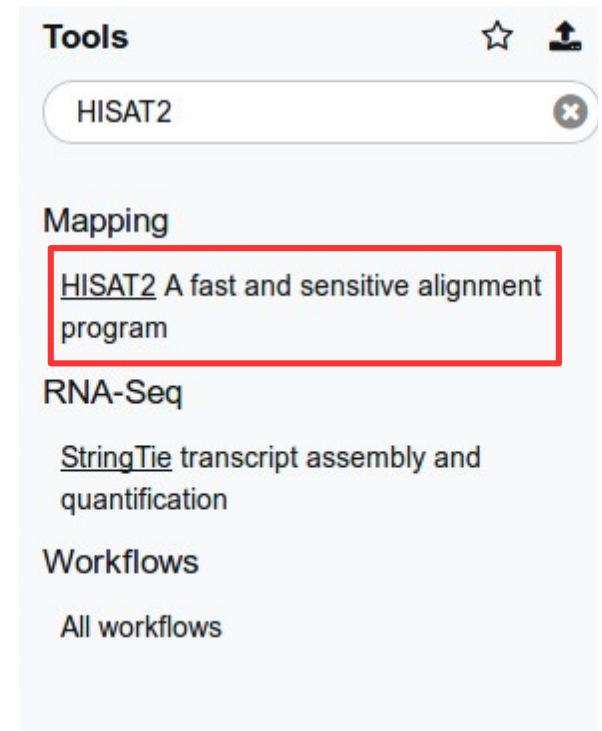 Tools
HISAT2
Mapping
HISAT2 A fast and sensitive alignment
program
RNA-Seq
StringTie transcript assembly and
quantification
Workflows
All workflows